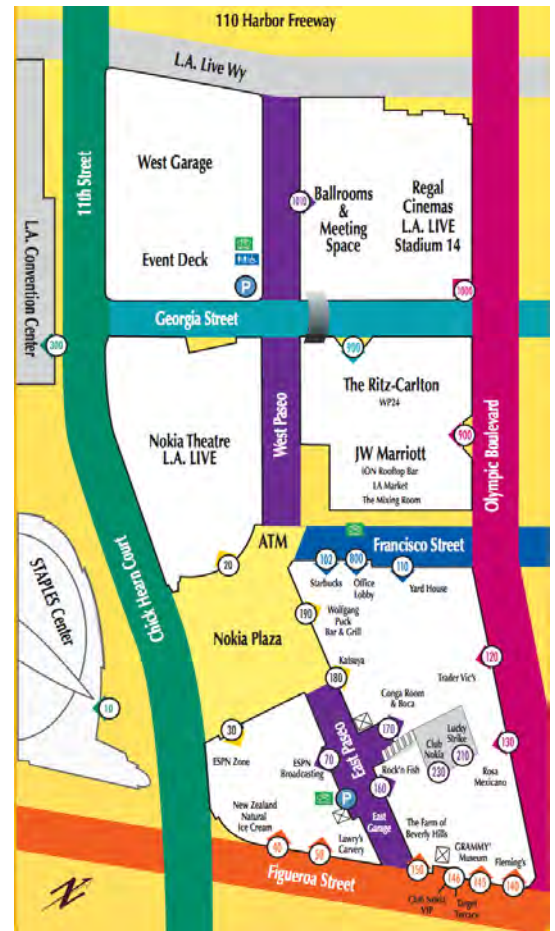 110 Harbor Freeway
L.A. Live Wy
11th Street
West Garage
Event Deck
P
1010
Ballrooms
&
Meeting
Space
Regal
Cinemas
L.A. LIVE
Stadium 14
1000
L.A. Convention Center
300
Georgia Street
900
The Ritz-Carlton
WP24
900
JW Marriott
ION Rooftop Bar
LA Market
The Mixing Room
Nokia Theatre
L.A. LIVE
West Paseo
Olympic Boulevard
ATM
Francisco Street
20
102
Starbucks
800
Office
Lobby
110
Yard House
STAPLES Center
10
Chick Hearn Court
Nokia Plaza
190
Wolfgang
Puck
Bar & Grill
Katsuya
180
120
Trader Vic's
Conga Room
& Boca
170
30
ESPN Zone
ESPN
Broadcasting
70
East Paseo
Lucky
Strike
210
Club
Nokia
230
130
Rosa
Mexicano
Rock'n Fish
160
P
New Zealand
Natural
Ice Cream
40
50
Lawry's
Carvery
East
Garage
The Farm of
Beverly Hills
150
GRAMMY'
Museum
Fleming's
Figueroa Street
146
145
140
Club Nokia
VIP
Target
Terrace
N